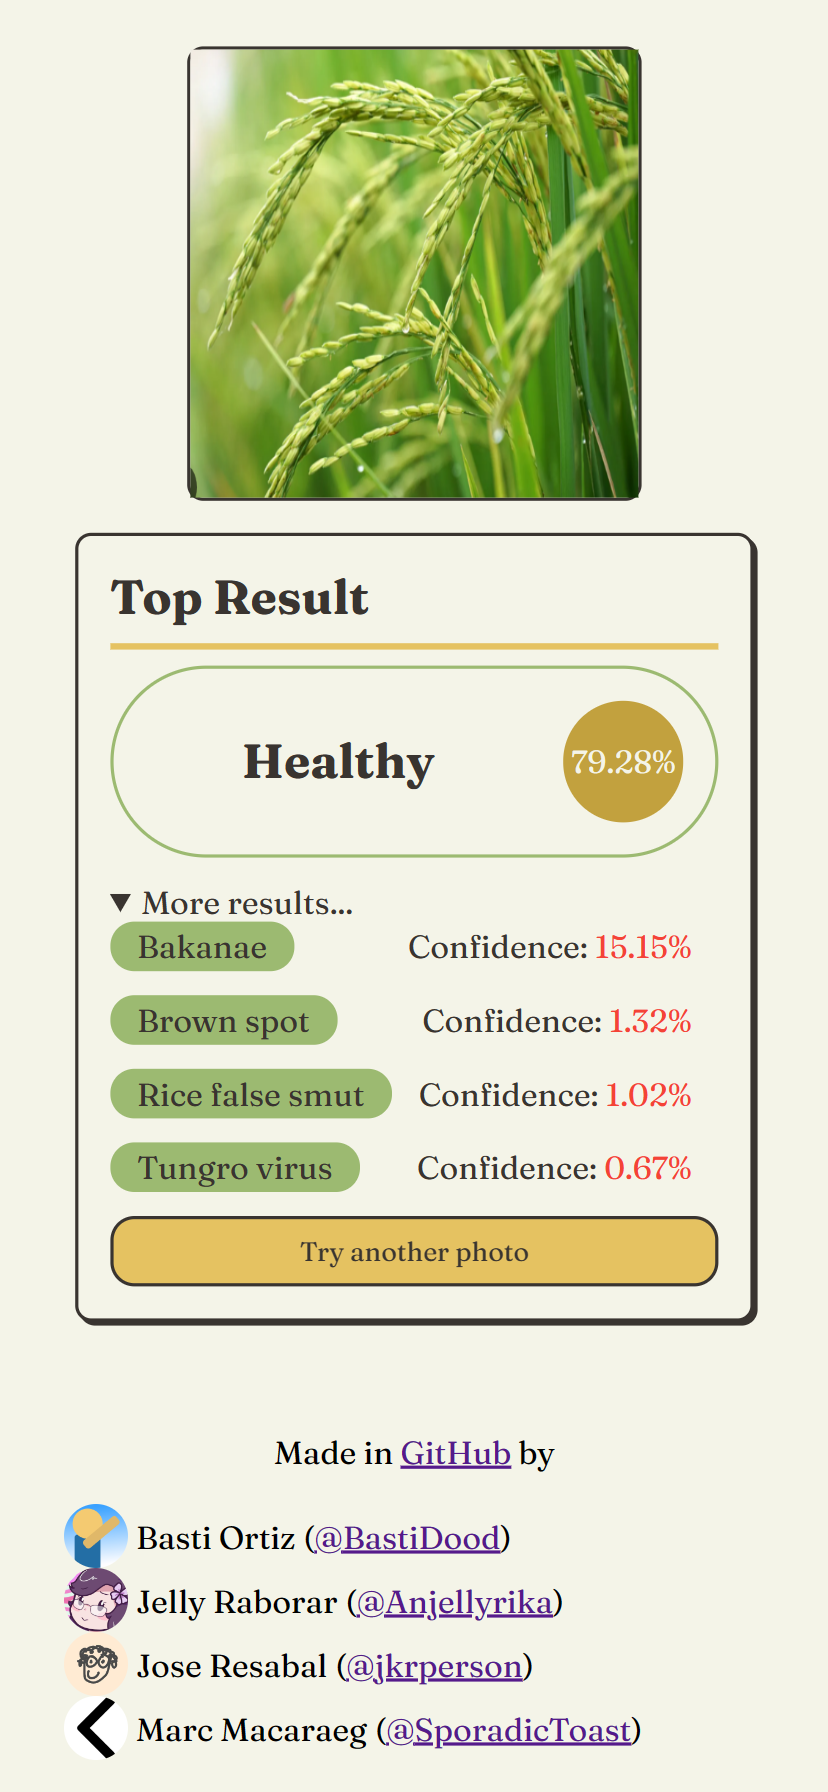 Top Result
Healthy
79.28%
More results...
Bakanae Confidence: 15.15%
Brown spot Confidence: 1.32%
Rice false smut Confidence: 1.02%
Tungro virus Confidence: 0.67%
Try another photo
Made in GitHub by
Basti Ortiz (@BastiDood)
Jelly Raborar (@Anjellyrika)
Jose Resabal (@jkrperson)
Marc Macaraeg (@SporadicToast)